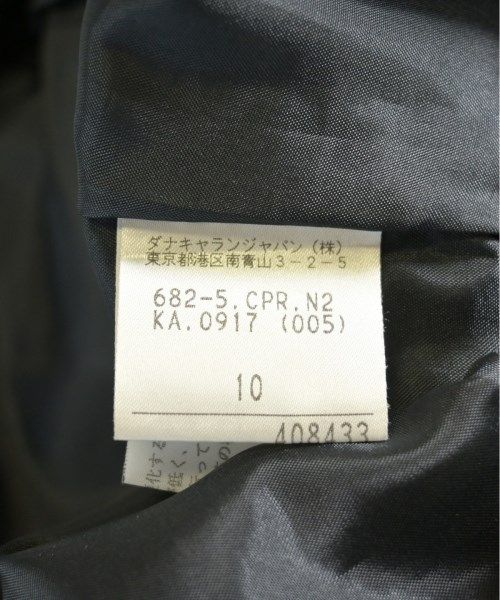 ダナキャランジャパン(株)
東京都港区南青山3-2-5
682-5.CPR.N2
KA.0917 (005)
10
408433